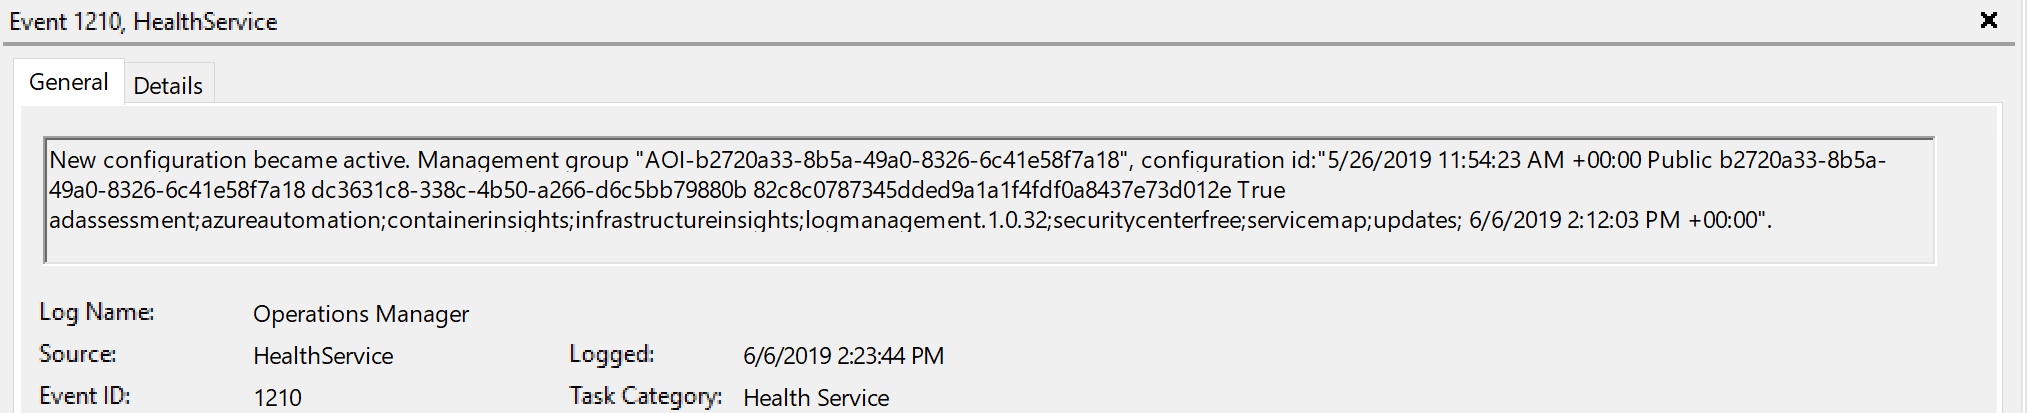 Event 1210, HealthService
General
Details
New configuration became active. Management group "AOI-b2720a33-8b5a-49a0-8326-6c41e58f7a18", configuration id:"5/26/2019 11:54:23 AM +00:00 Public b2720a33-8b5a-
49a0-8326-6c41e58f7a18 dc3631c8-338c-4b50-a266-d6c5bb79880b 82c8c0787345dded9a1a1f4fdf0a8437e73d012e True
adassessment;azureautomation;containerinsights;infrastructureinsights;logmanagement.1.0.32;securitycenterfree;servicemap;updates; 6/6/2019 2:12:03 PM +00:00".
Log Name: Operations Manager
Source: HealthService Logged: 6/6/2019 2:23:44 PM
Event ID: 1210 Task Category: Health Service